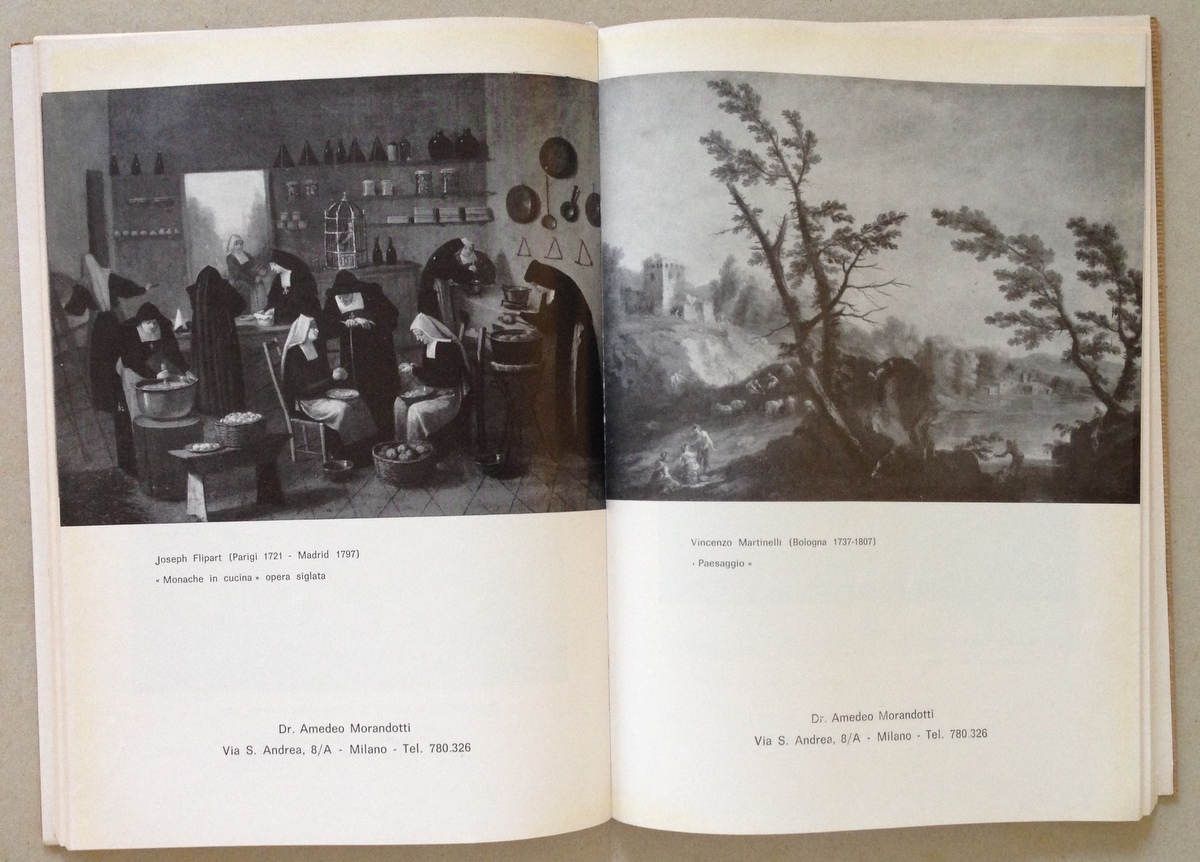 Joseph Flipart (Parigi 1721 - Madrid 1797)
« Monache in cucina » opera siglata
Dr. Amedeo Morandotti
Via S. Andrea, 8/A - Milano - Tel. 780.326
Vincenzo Martinelli (Bologna 1737-1807)
‹ Paesaggio »
Dr. Amedeo Morandotti
Via S. Andrea, 8/A - Milano - Tel. 780.326